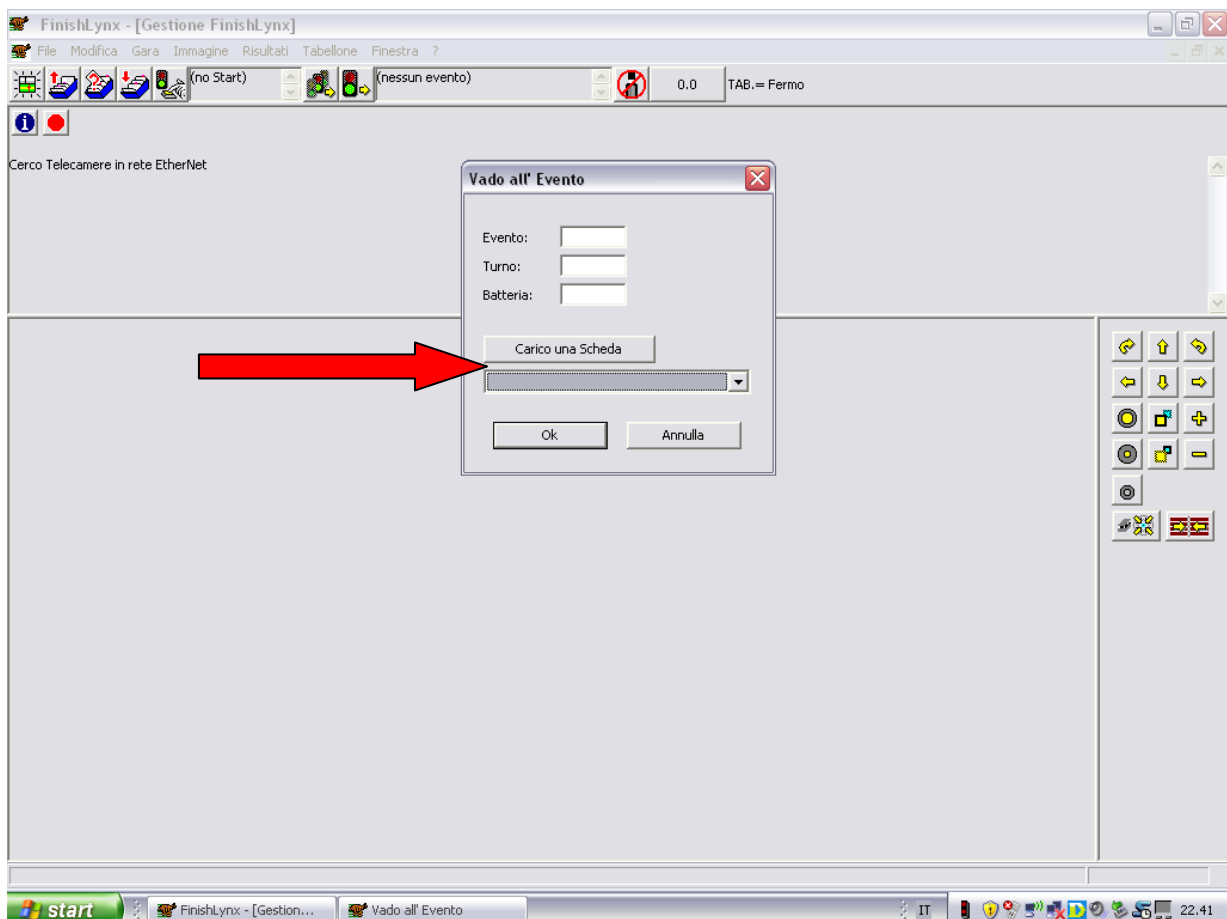 FinishLynx - [Gestione FinishLynx]
File Modifica Gara Immagine Risultati Tabellone Finestra ?
(no Start)
(nessun evento)
0.0
TAB.= Fermo
Cerco Telecamere in rete EtherNet
Vado all' Evento
Evento:
Turno:
Batteria:
Carico una Scheda
Ok
Annulla
start
FinishLynx - [Gestion...
Vado all' Evento
IT
22.41